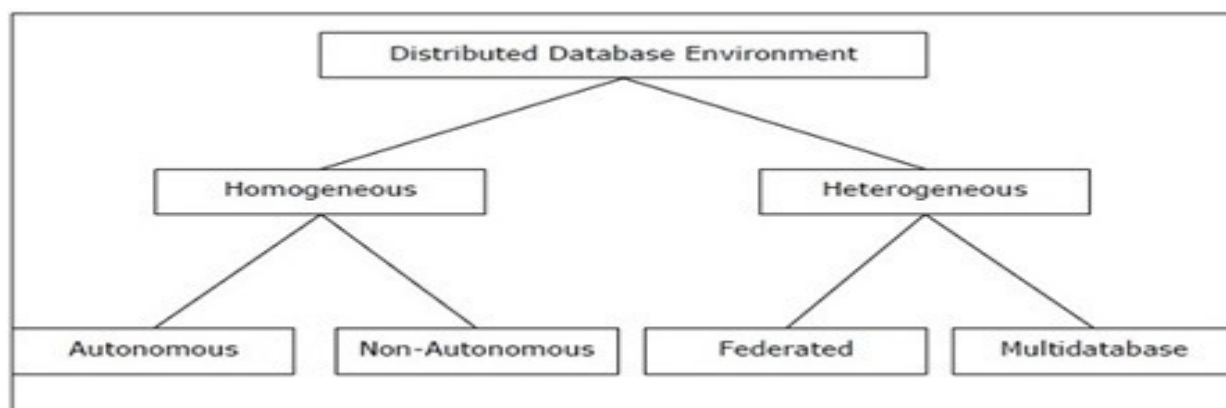 Distributed Database Environment
Homogeneous
Heterogeneous
Autonomous
Non-Autonomous
Federated
Multidatabase